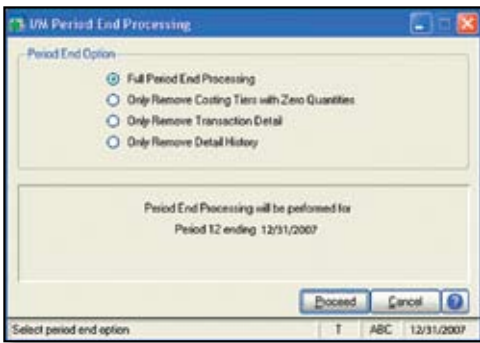 I/M Period End Processing
Period End Option
Full Period End Processing
Only Remove Costing Tiers with Zero Quantities
Only Remove Transaction Detail
Only Remove Detail History
Period End Processing will be performed for
Period 12 ending 12/31/2007
Proceed
Cancel
Select period end option T ABC 12/31/2007